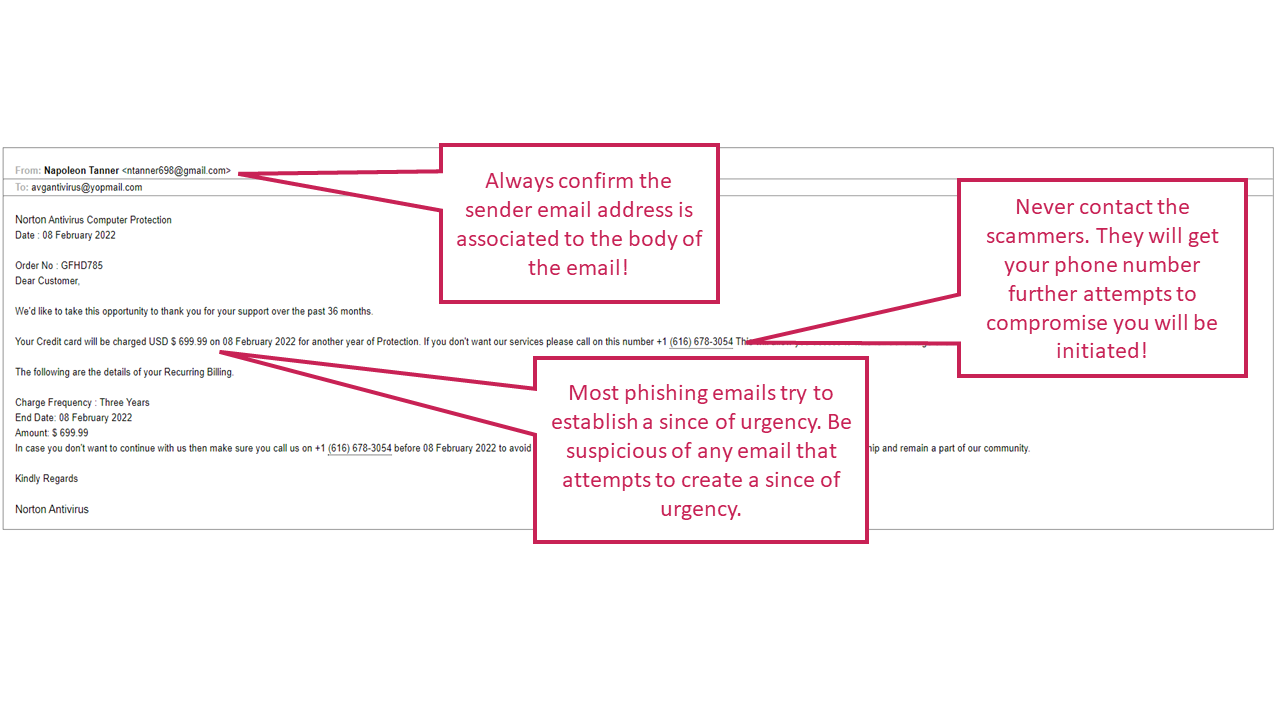 From: Napoleon Tanner <ntanner698@gmail.com>
To: avgantivirus@yopmail.com
Norton Antivirus Computer Protection
Date : 08 February 2022
Order No : GFHD785
Dear Customer,
We'd like to take this opportunity to thank you for your support over the past 36 months.
Your Credit card will be charged USD $ 699.99 on 08 February 2022 for another year of Protection. If you don't want our services please call on this number +1 (616) 678-3054
The following are the details of your Recurring Billing.
Charge Frequency : Three Years
End Date: 08 February 2022
Amount: $ 699.99
In case you don't want to continue with us then make sure you call us on +1 (616) 678-3054 before 08 February 2022 to avoid
and remain a part of our community.
Kindly Regards
Norton Antivirus
Always confirm the
sender email address is
associated to the body of
the email!
Never contact the
scammers. They will get
your phone number
further attempts to
compromise you will be
initiated!
Most phishing emails try to
establish a since of urgency. Be
suspicious of any email that
attempts to create a since of
urgency.